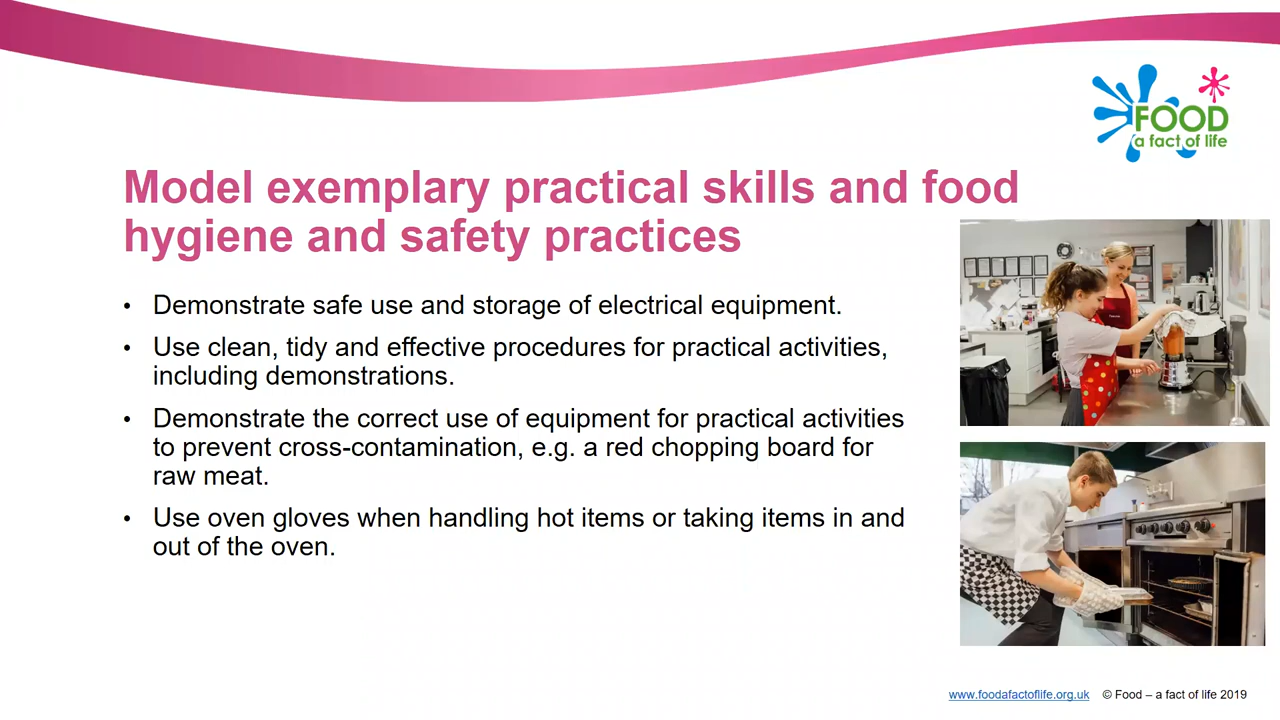 FOOD
a fact of life
Model exemplary practical skills and food
hygiene and safety practices
• Demonstrate safe use and storage of electrical equipment.
• Use clean, tidy and effective procedures for practical activities,
including demonstrations.
• Demonstrate the correct use of equipment for practical activities
to prevent cross-contamination, e.g. a red chopping board for
raw meat.
• Use oven gloves when handling hot items or taking items in and
out of the oven.
www.foodafactoflife.org.uk © Food – a fact of life 2019